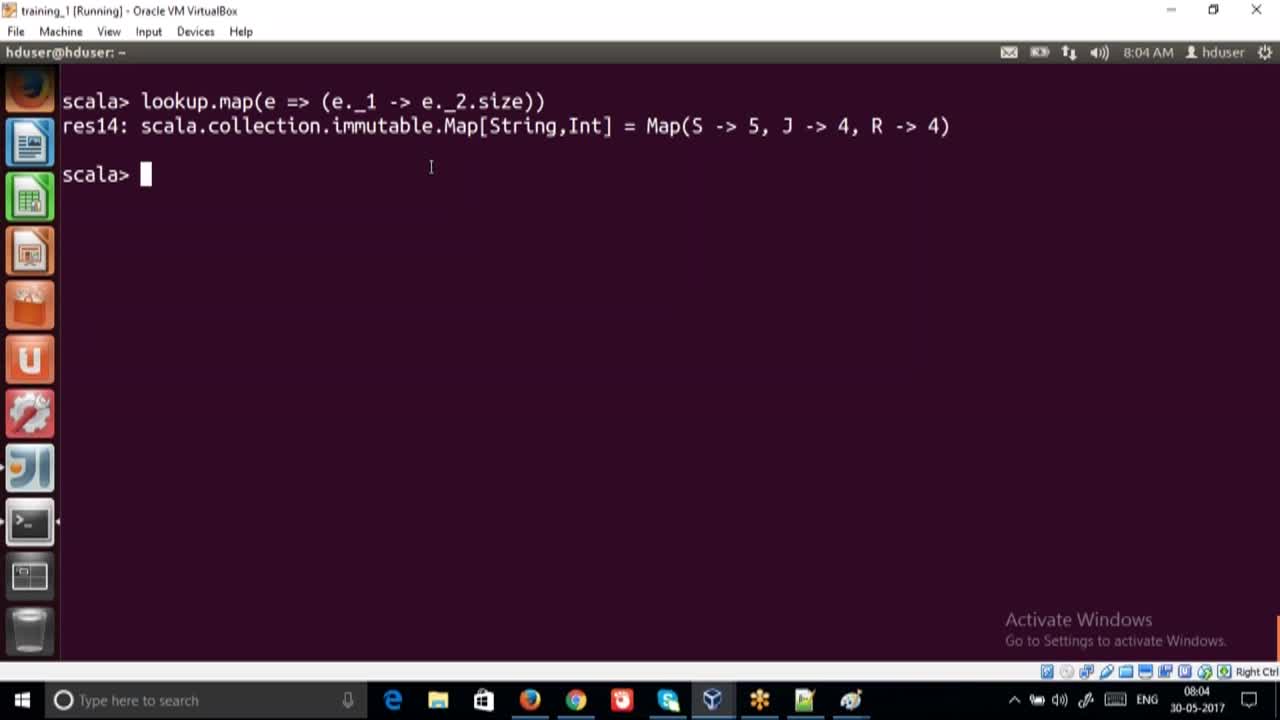 training_1 [Running] - Oracle VM VirtualBox
File Machine View Input Devices Help
hduser@hduser: ~
8:04 AM hduser
scala> lookup.map(e => (e._1 -> e._2.size))
res14: scala.collection.immutable.Map[String,Int] = Map(S -> 5, J -> 4, R -> 4)
scala>
Activate Windows
Go to Settings to activate Windows.
Right Ctrl
Type here to search
ENG
08:04
30-05-2017